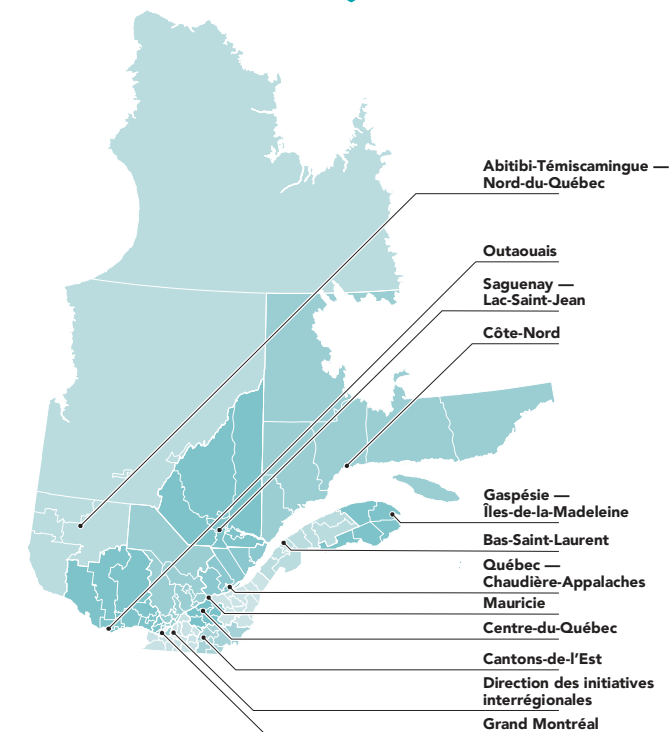 Abitibi-Témiscamingue —
Nord-du-Québec
Outaouais
Saguenay —
Lac-Saint-Jean
Côte-Nord
Gaspésie —
Îles-de-la-Madeleine
Bas-Saint-Laurent
Québec —
Chaudière-Appalaches
Mauricie
Centre-du-Québec
Cantons-de-l'Est
Direction des initiatives
interrégionales
Grand Montréal